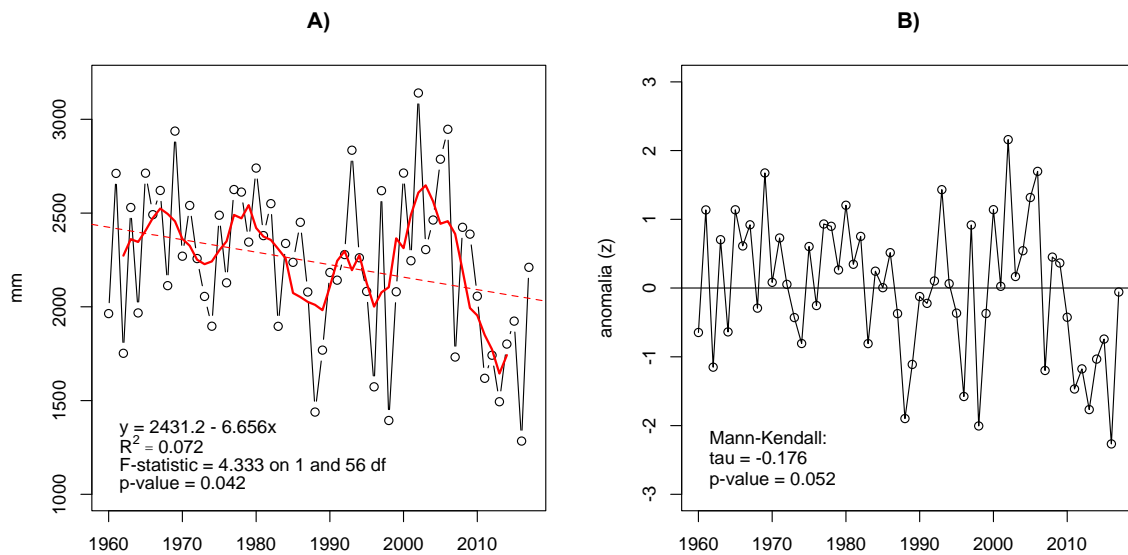 A)
mm
3000
2500
2000
1500
1000
y = 2431.2 - 6.656x
R² = 0.072
F-statistic = 4.333 on 1 and 56 df
p-value = 0.042
1960 1970 1980 1990 2000 2010
B)
anomalia (z)
3
2
1
0
-1
-2
-3
Mann-Kendall:
tau = -0.176
p-value = 0.052
1960 1970 1980 1990 2000 2010